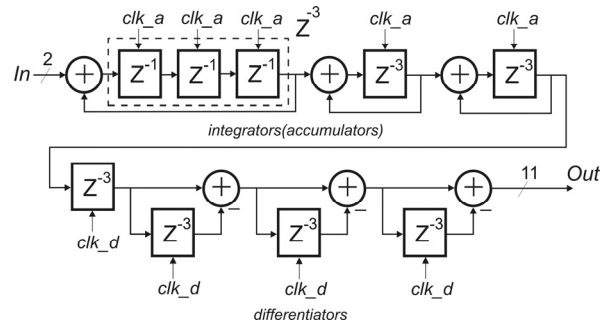 clk_a clk_a clk_a Z-3 clk_a clk_a
In 2 + Z-1 Z-1 Z-1 + Z-3 + Z-3
integrators(accumulators)
Z-3 + + + 11 Out
clk_d Z-3 Z-3 Z-3
clk_d clk_d clk_d
differentiators